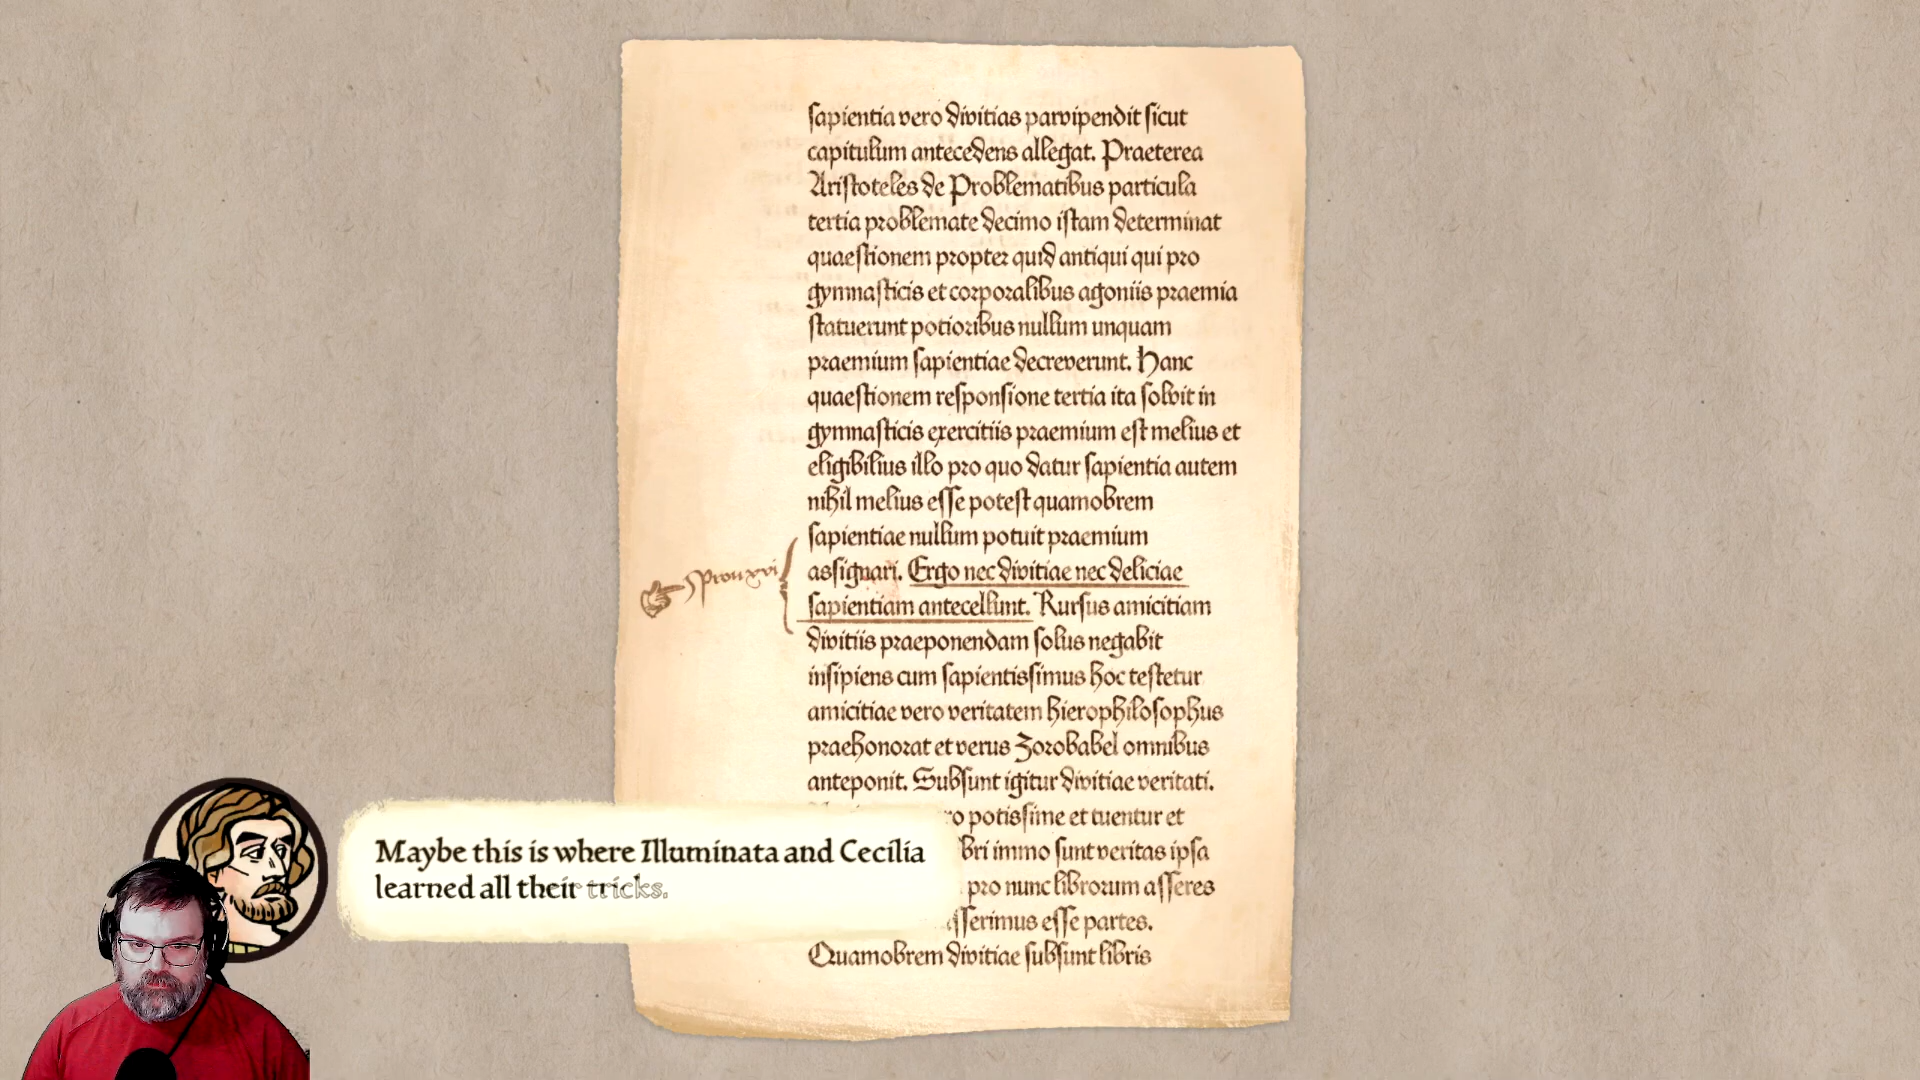 sapientia vero divitias parvipendit sicut
capitulum antecedens allegat. Praeterea
Aristoteles de Problematibus particula
tertia problemate decimo istam determinat
quaestionem propter quid antiqui qui pro
gymnasticis et corporalibus agoniis praemia
statuerunt potioribus nullum unquam
praemium sapientiae decreverunt. Hanc
quaestionem responsione tertia ita solvit in
gymnasticis exercitiis praemium est melius et
eligibilius illo pro quo datur sapientia autem
nihil melius esse potest quamobrem
sapientiae nullum potuit praemium
assignari. Ergo nec divitiae nec deliciae
sapientiam antecellunt. Rursus amicitiam
divitiis praeponendam solus negabit
insipiens cum sapientissimus hoc testetur
amicitiae vero veritatem hierophilosophus
praehonorat et verus Zorobabel omnibus
anteponit. Subsunt igitur divitiae veritati.
potissime et tuentur et
immo sunt veritas ipsa
pro nunc librorum asseres
esse partes.
Quamobrem divitiae subsunt libris
xvi
Maybe this is where Illuminata and Cecilia
learned all their tricks.